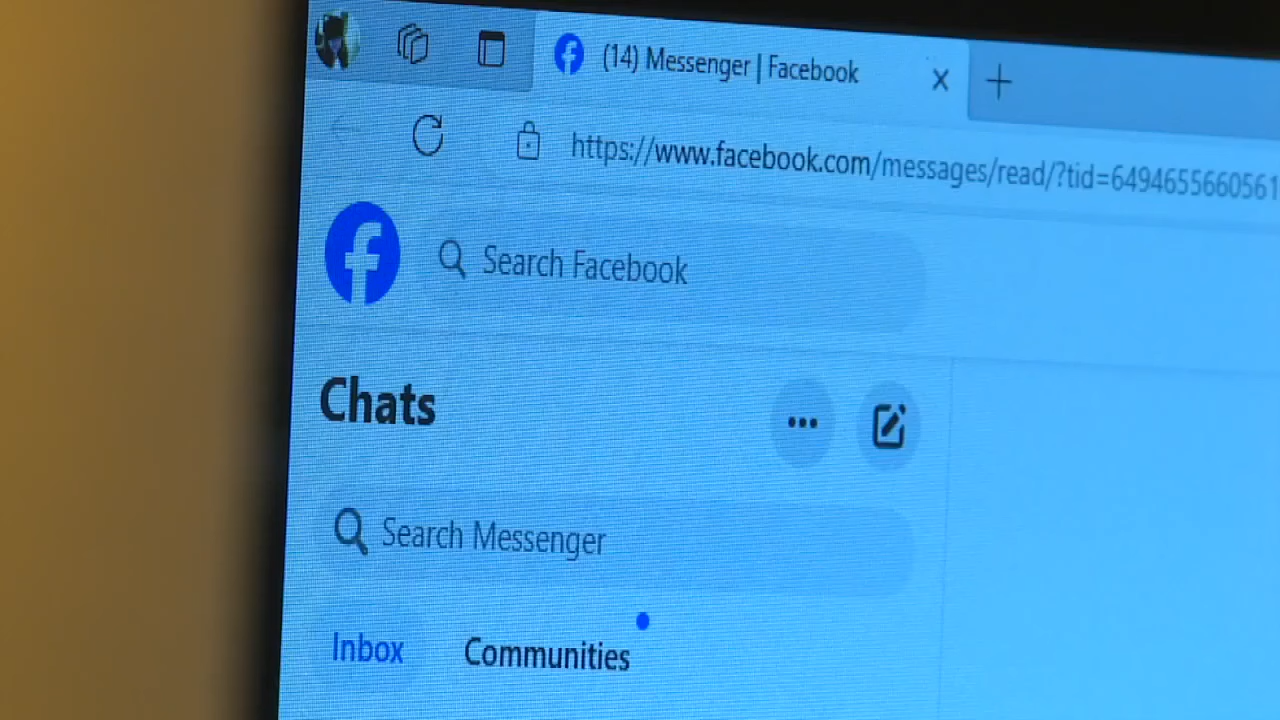 (14) Messenger | Facebook
https://www.facebook.com/messages/read/?tid=6494655660561
Search Facebook
Chats
Search Messenger
Inbox Communities